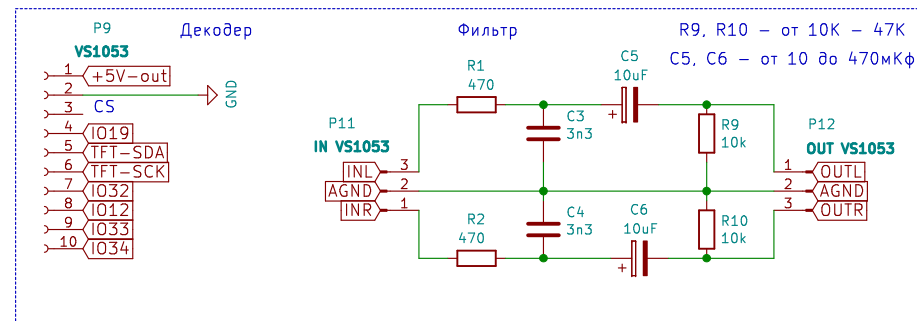 P9
Декодер
Фильтр
R9, R10 – от 10K – 47K
VS1053
C5, C6 – от 10 до 470мКф
C5
10uF
R1
470
1
+5V-out
2
GND
3
CS
4
IO19
5
TFT-SDA
6
TFT-SCK
7
IO32
8
IO12
9
IO33
10
IO34
P11
IN VS1053
INL
3
AGND
2
INR
1
C3
3n3
R9
10k
P12
OUT VS1053
1
OUTL
2
AGND
3
OUTR
R2
470
C4
3n3
C6
10uF
R10
10k
+
+